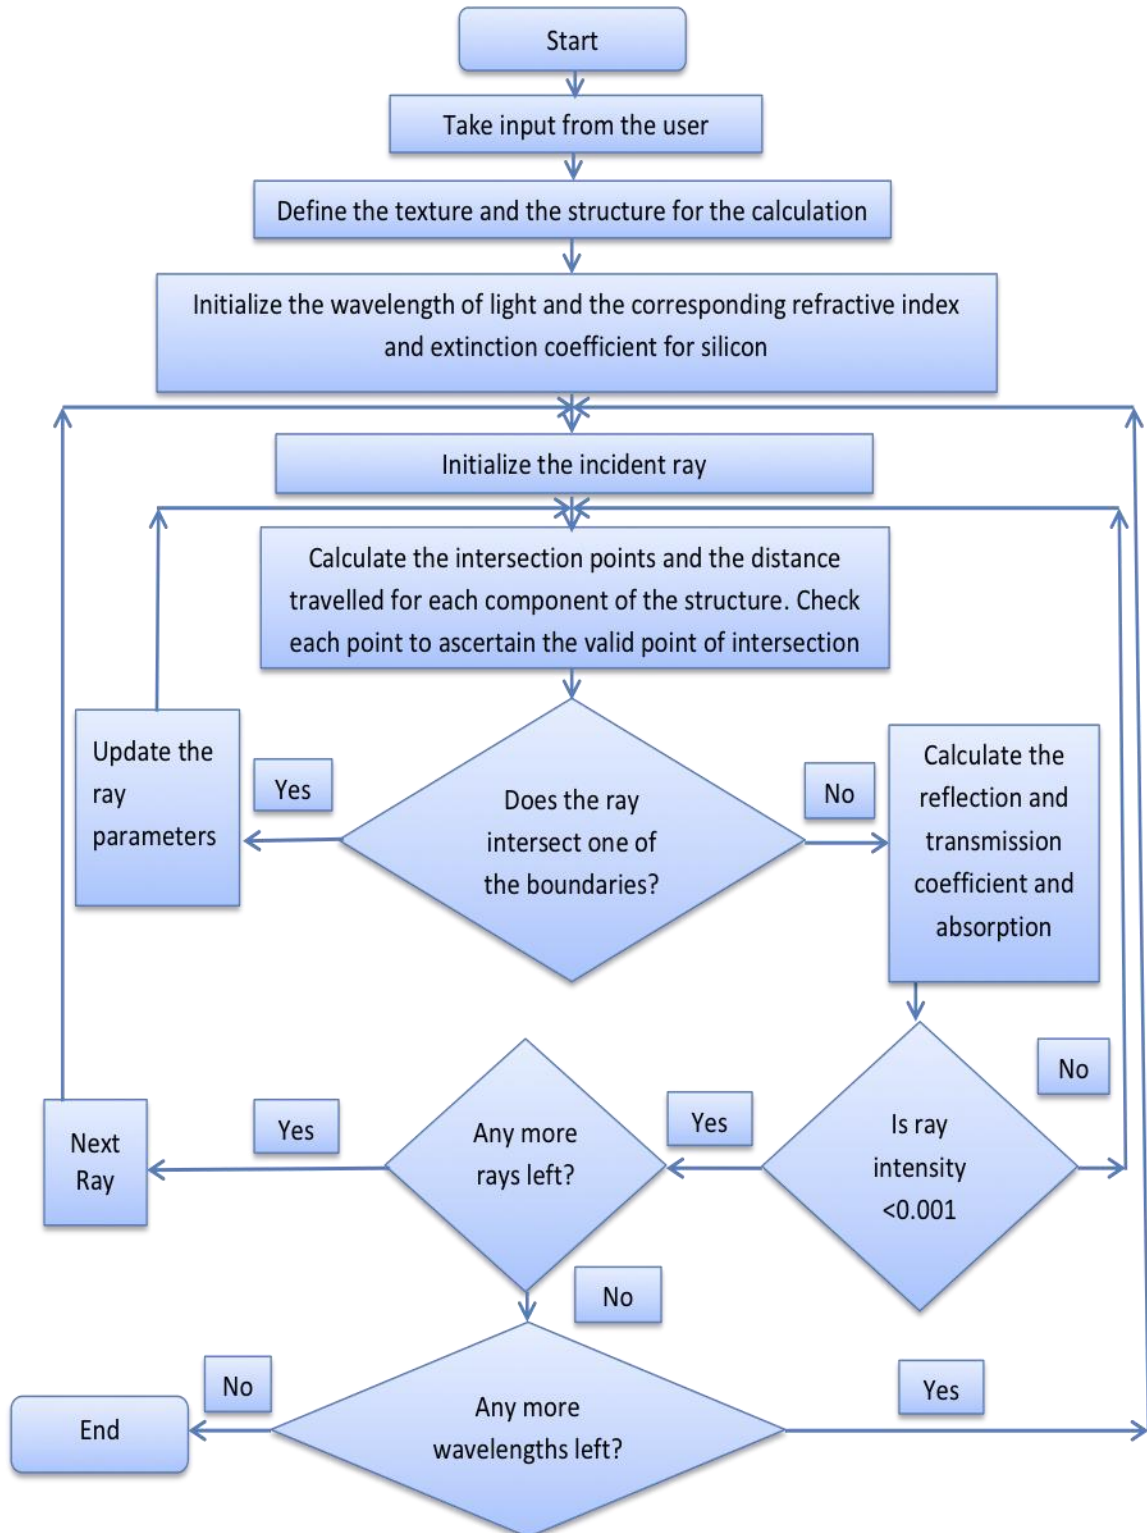 Start
Take input from the user
Define the texture and the structure for the calculation
Initialize the wavelength of light and the corresponding refractive index
and extinction coefficient for silicon
Initialize the incident ray
Calculate the intersection points and the distance
travelled for each component of the structure. Check
each point to ascertain the valid point of intersection
Update the
ray
parameters
Yes
Does the ray
intersect one of
the boundaries?
No
Calculate the
reflection and
transmission
coefficient and
absorption
Next
Ray
Yes
Any more
rays left?
Yes
Is ray
intensity
<0.001
No
No
End
No
Any more
wavelengths left?
Yes